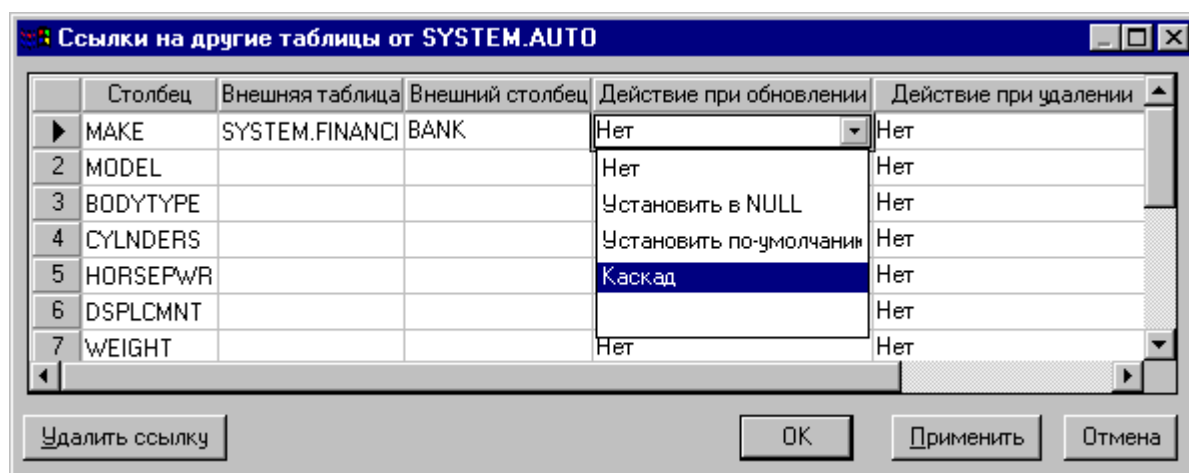 Ссылки на другие таблицы от SYSTEM.AUTO
Столбец Внешняя таблица Внешний столбец Действие при обновлении Действие при удалении
MAKE SYSTEM.FINANCI BANK Нет Нет
2 MODEL Нет Нет
3 BODYTYPE Установить в NULL Нет
4 CYLNDERS Установить по-умолчанию Нет
5 HORSEPWR Каскад Нет
6 DSPLCMNT Нет
7 WEIGHT Нет Нет
Удалить ссылку OK Применить Отмена